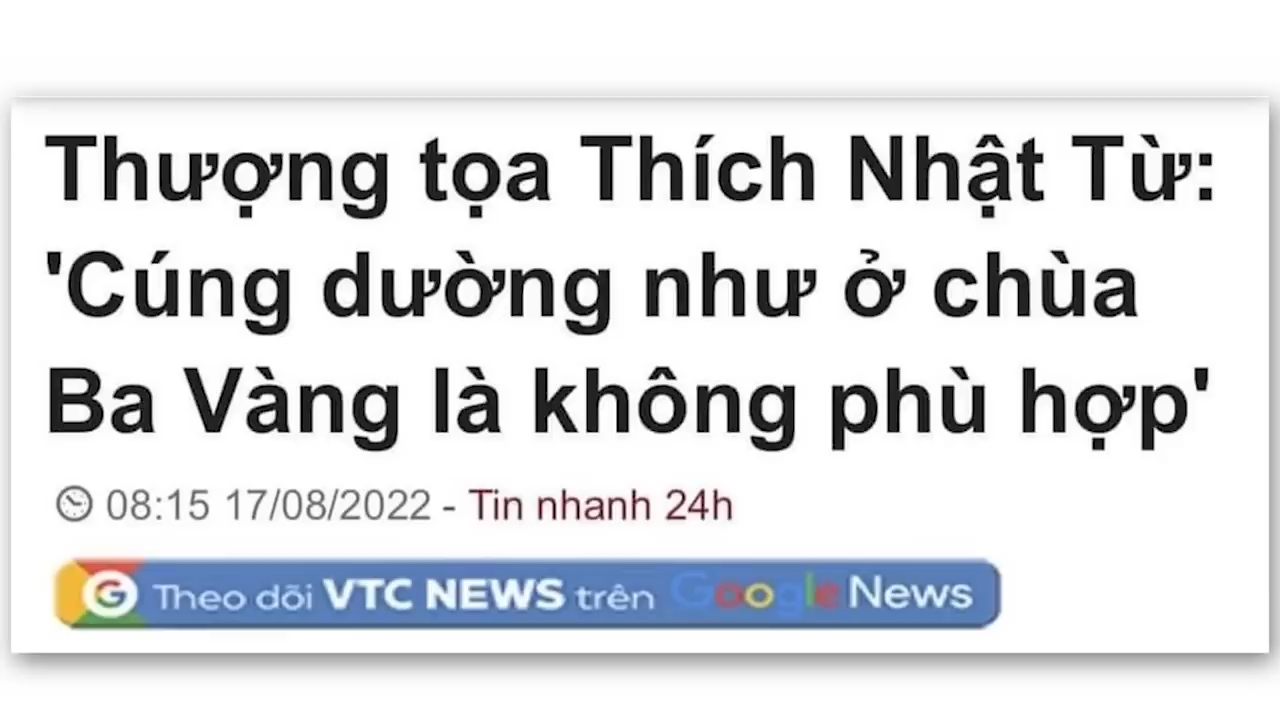 Thượng tọa Thích Nhật Từ:
'Cúng dường như ở chùa
Ba Vàng là không phù hợp'
08:15 17/08/2022 - Tin nhanh 24h
G Theo dõi VTC NEWS trên Google News